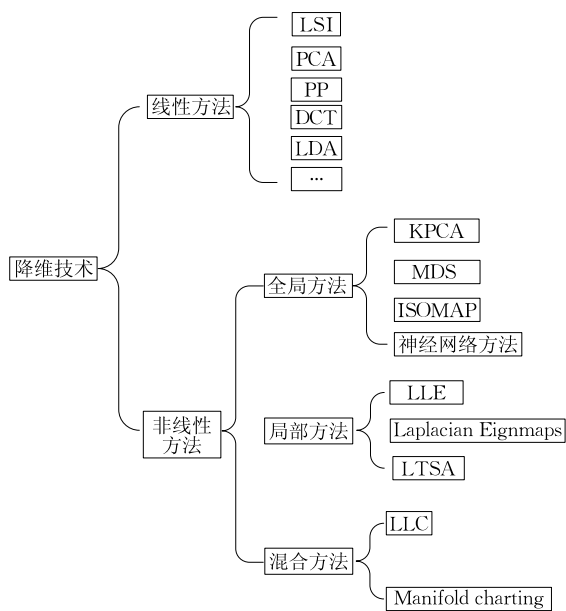 LSI
PCA
PP
DCT
LDA
…
线性方法
降维技术
非线性
方法
全局方法
KPCA
MDS
ISOMAP
神经网络方法
局部方法
LLE
Laplacian Eignmaps
LTSA
混合方法
LLC
Manifold charting